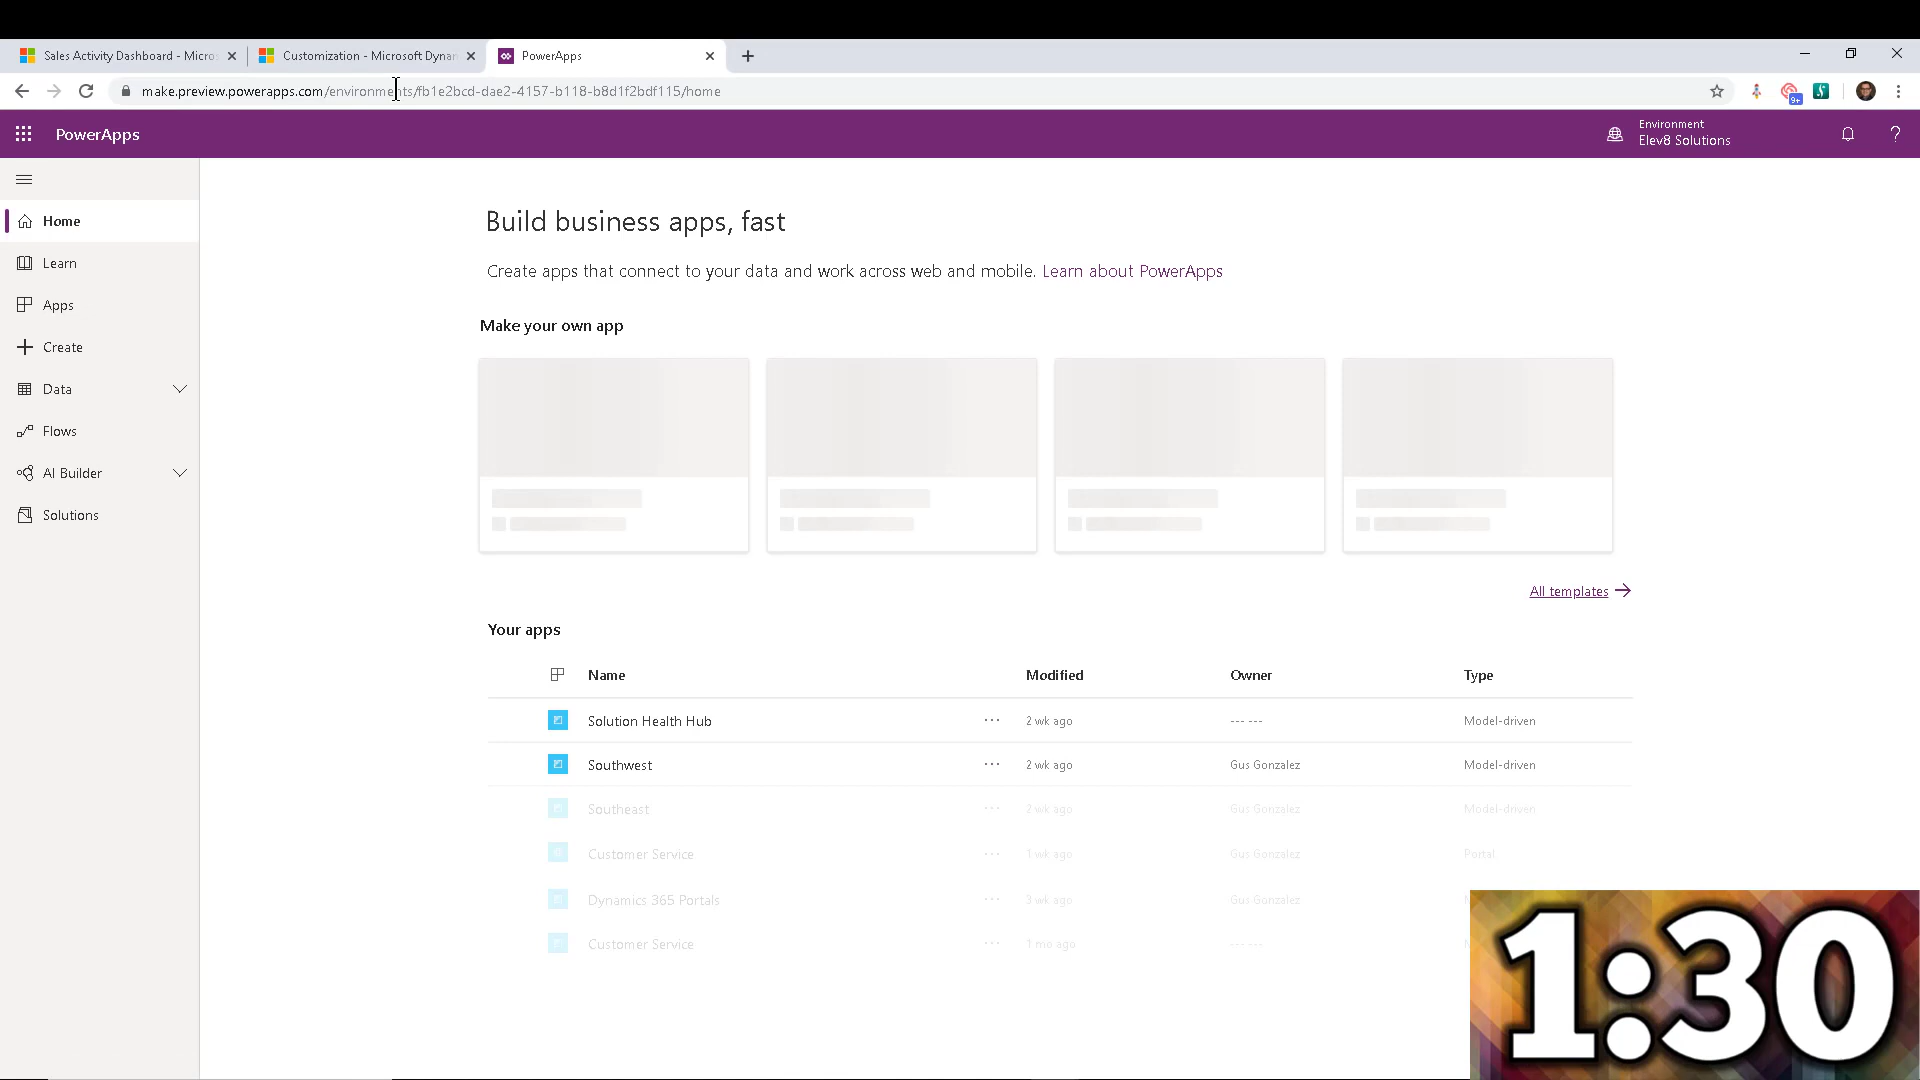 Sales Activity Dashboard - Micros
Customization - Microsoft Dynam
PowerApps
make.preview.powerapps.com/environments/fb1e2bcd-dae2-4157-b118-b8d1f2bdf115/home
9+
PowerApps
Environment
Elev8 Solutions
?
Home
Learn
Apps
Create
Data
Flows
AI Builder
Solutions
Build business apps, fast
Create apps that connect to your data and work across web and mobile. Learn about PowerApps
Make your own app
All templates
Your apps
Name Modified Owner Type
Solution Health Hub ... 2 wk ago --- --- Model-driven
Southwest ... 2 wk ago Gus Gonzalez Model-driven
Southeast ... 2 wk ago Gus Gonzalez Model-driven
Customer Service ... 1 wk ago Gus Gonzalez Portal
Dynamics 365 Portals ... 3 wk ago Gus Gonzalez
Customer Service ... 1 mo ago --- ---
1:30